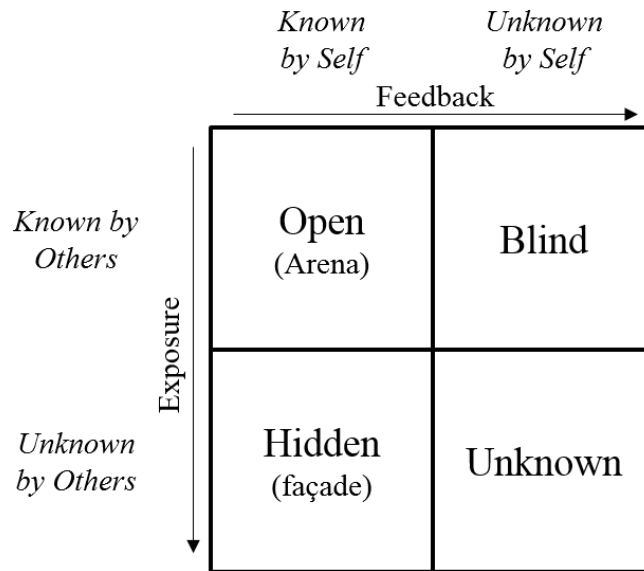 Known
by Self
Unknown
by Self
Feedback
Known by
Others
Open
(Arena)
Blind
Exposure
Unknown
by Others
Hidden
(façade)
Unknown